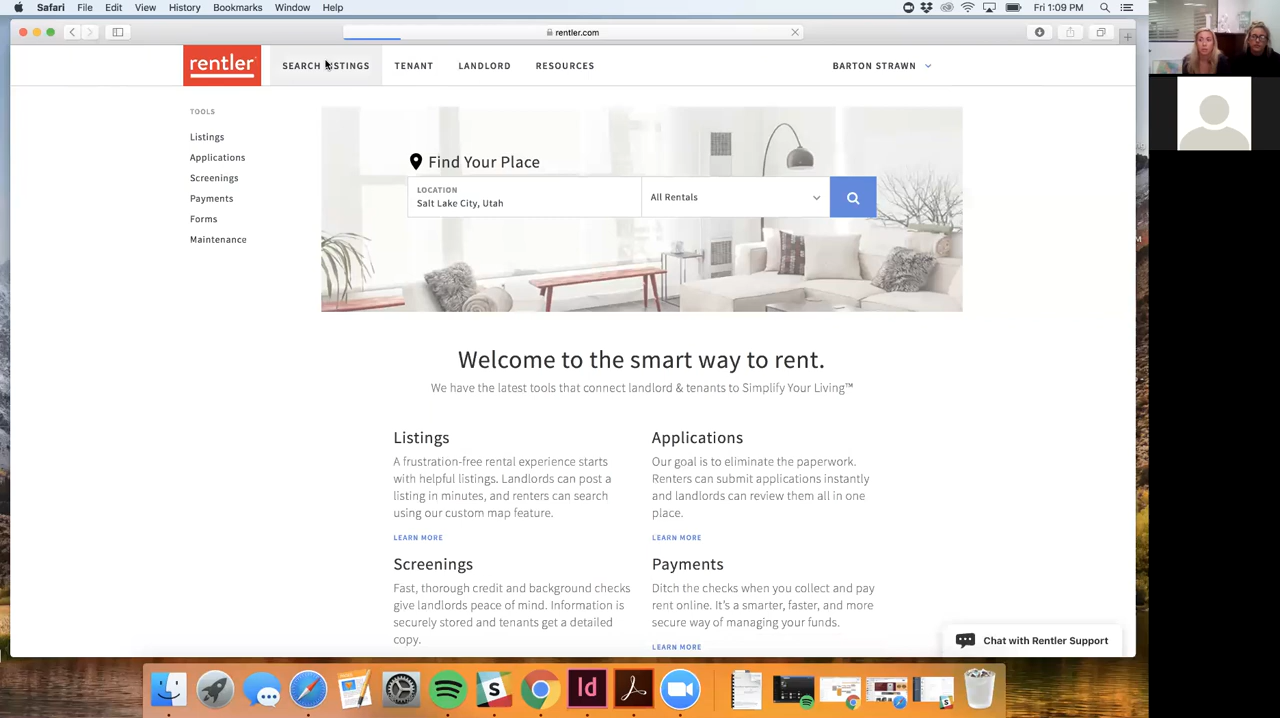 Safari File Edit View History Bookmarks Window Help
Fri 1:09 PM
rentler.com
rentler
SEARCH LISTINGS
TENANT
LANDLORD
RESOURCES
BARTON STRAWN
TOOLS
Listings
Applications
Screenings
Payments
Forms
Maintenance
Find Your Place
LOCATION
Salt Lake City, Utah
All Rentals
Welcome to the smart way to rent.
We have the latest tools that connect landlord & tenants to Simplify Your Living™
Listings
A frustration-free rental experience starts
with helpful listings. Landlords can post a
listing in minutes, and renters can search
using our custom map feature.
LEARN MORE
Applications
Our goal is to eliminate the paperwork.
Renters can submit applications instantly
and landlords can review them all in one
place.
LEARN MORE
Screenings
Fast, thorough credit and background checks
give landlords peace of mind. Information is
securely stored and tenants get a detailed
copy.
Payments
Ditch the checks when you collect and pay
rent online. It's a smarter, faster, and more
secure way of managing your funds.
LEARN MORE
Chat with Rentler Support
Id